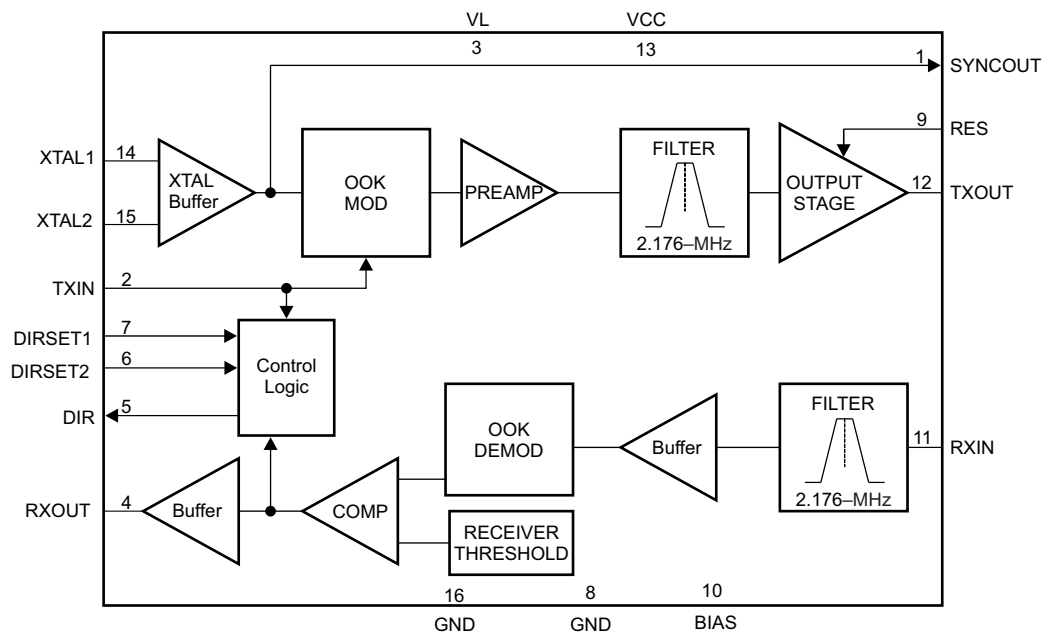 VL
VCC
3
13
1
SYNCOUT
9
RES
XTAL1
14
XTAL
Buffer
OOK
MOD
PREAMP
FILTER
2.176–MHz
OUTPUT
STAGE
12
TXOUT
XTAL2
15
TXIN
2
DIRSET1
7
DIRSET2
6
Control
Logic
DIR
5
OOK
DEMOD
Buffer
FILTER
2.176–MHz
11
RXIN
RXOUT
4
Buffer
COMP
RECEIVER
THRESHOLD
16
8
10
GND
GND
BIAS